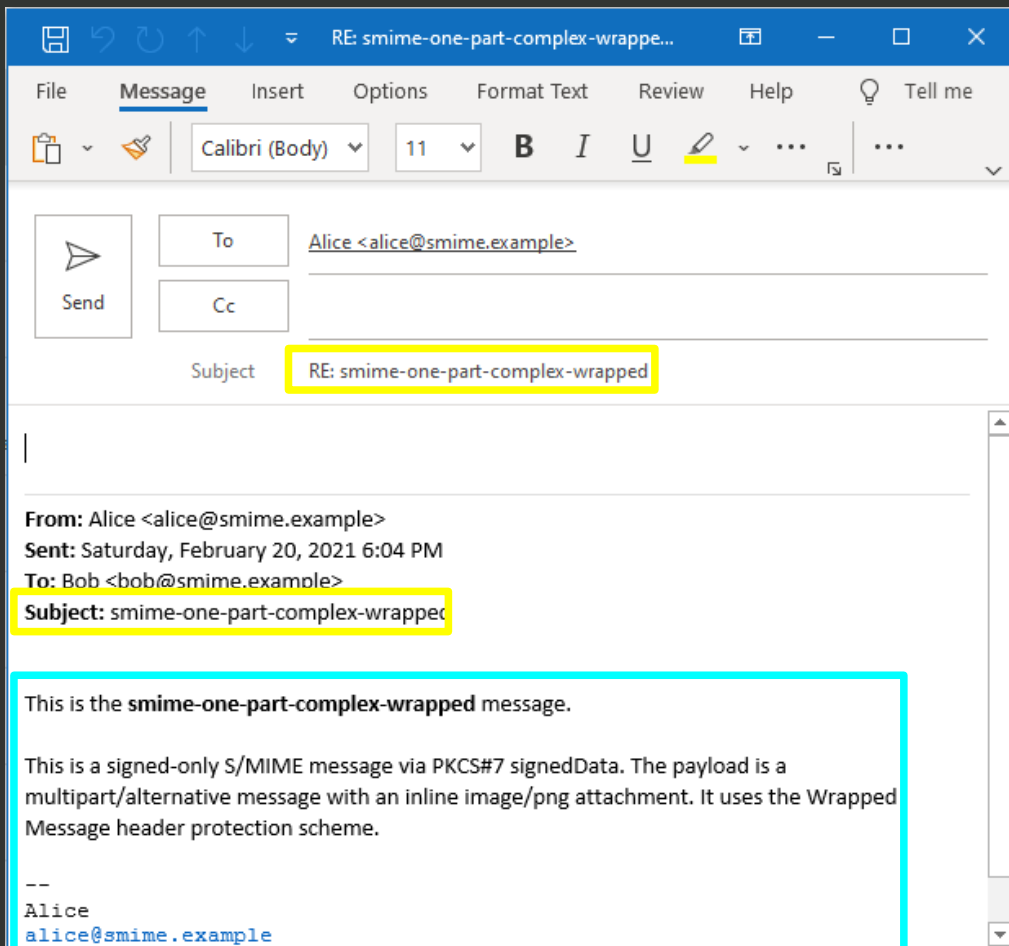 RE: smime-one-part-complex-wrappe...
File Message Insert Options Format Text Review Help Tell me
Calibri (Body) 11 B I U
To Alice <alice@smime.example>
Send
Cc
Subject RE: smime-one-part-complex-wrapped
From: Alice <alice@smime.example>
Sent: Saturday, February 20, 2021 6:04 PM
To: Bob <bob@smime.example>
Subject: smime-one-part-complex-wrapped
This is the smime-one-part-complex-wrapped message.
This is a signed-only S/MIME message via PKCS#7 signedData. The payload is a
multipart/alternative message with an inline image/png attachment. It uses the Wrapped
Message header protection scheme.
--
Alice
alice@smime.example